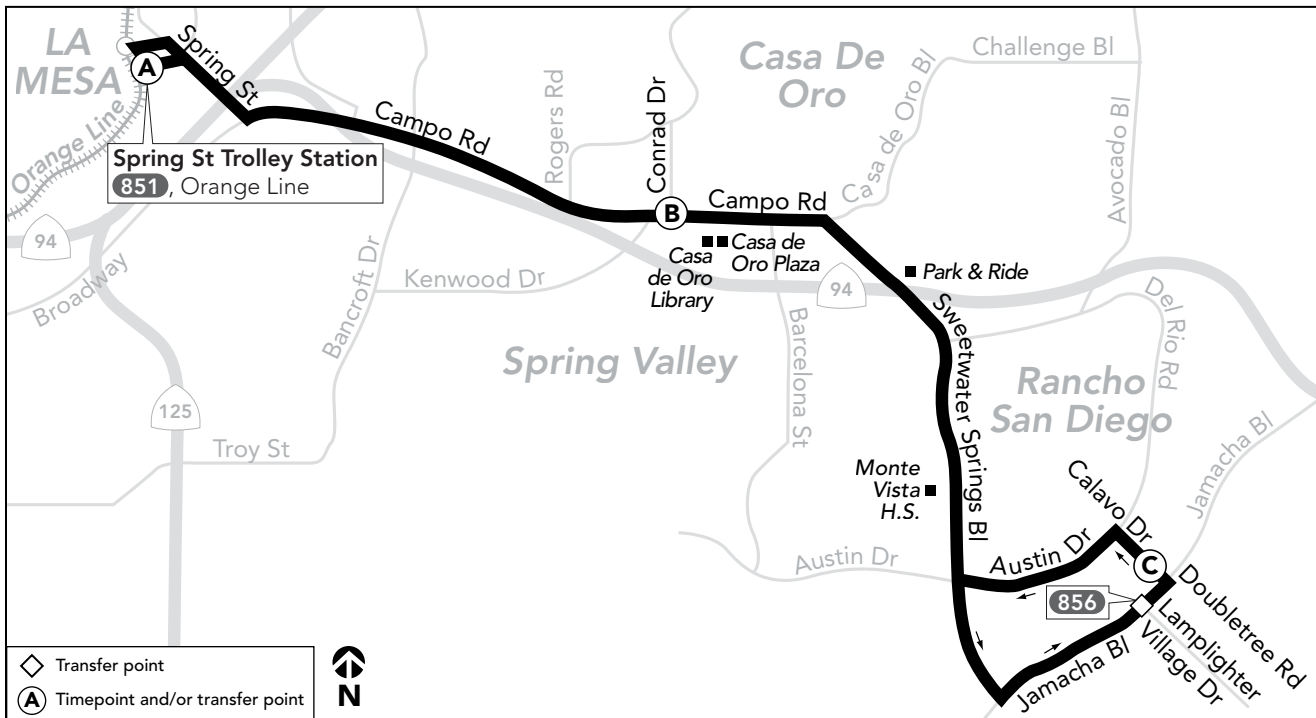 LA
MESA
A
Spring St
Orange Line
Spring St Trolley Station
851, Orange Line
94
Broadway
125
Troy St
Bancroft Dr
Campo Rd
Kenwood Dr
Rogers Rd
Conrad Dr
B
Campo Rd
Casa
de Oro
Library
Casa de
Oro Plaza
Casa De
Oro
Casa de Oro Bl
Challenge Bl
Avocado Bl
Park & Ride
94
Spring Valley
Barcelona St
Sweetwater Springs Bl
Del Rio Rd
Rancho
San Diego
Jamacha Bl
Monte
Vista
H.S.
Austin Dr
Austin Dr
Calavo Dr
C
856
Doubletree Rd
Lamplighter
Village Dr
Jamacha Bl
Transfer point
A Timepoint and/or transfer point
N